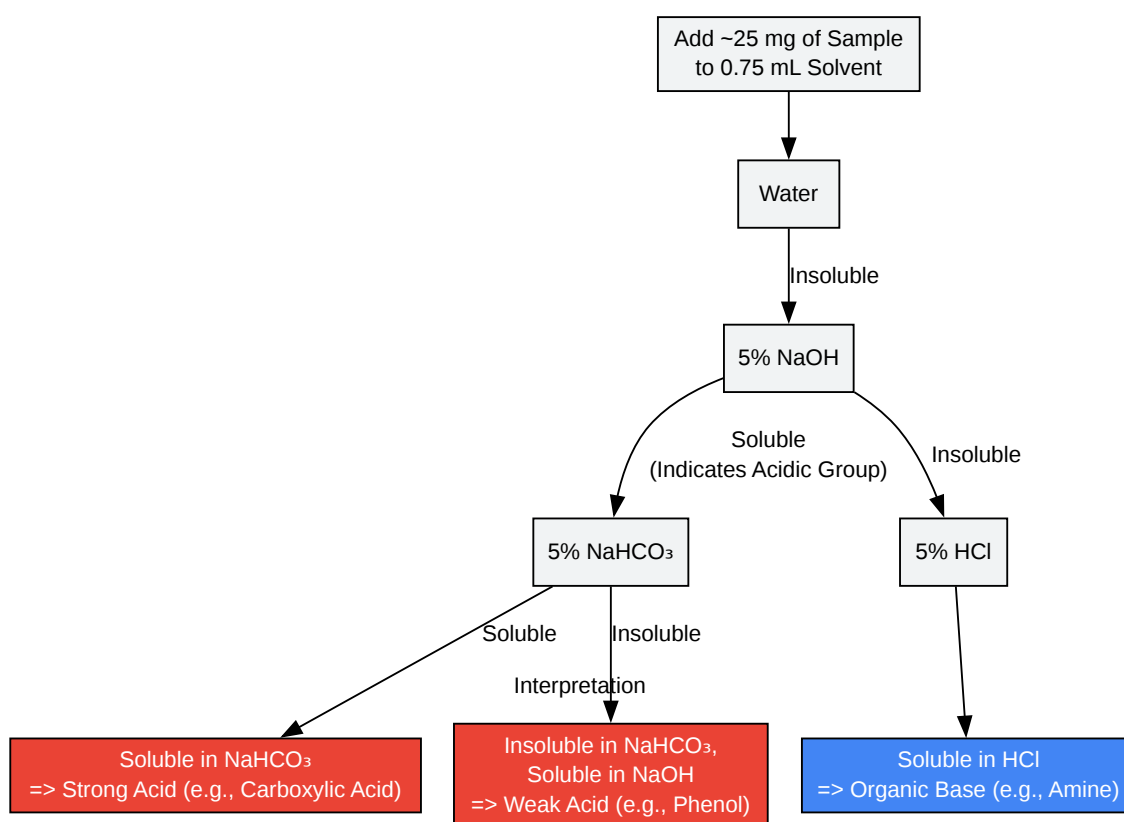 Add ~25 mg of Sample
to 0.75 mL Solvent
Water
Insoluble
5% NaOH
Soluble
(Indicates Acidic Group)
Insoluble
5% NaHCO₃
5% HCl
Soluble
Insoluble
Interpretation
Soluble in NaHCO₃
=> Strong Acid (e.g., Carboxylic Acid)
Insoluble in NaHCO₃,
Soluble in NaOH
=> Weak Acid (e.g., Phenol)
Soluble in HCl
=> Organic Base (e.g., Amine)